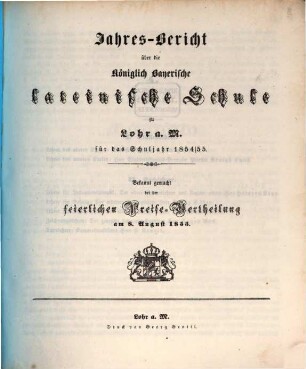 Jahres-Bericht
über die
Königlich Bayerische
lateinische Schule
zu
Lohr a. M.
für das Schuljahr 1854/55.
Bekannt gemacht
bei der
feierlichen Preise-Vertheilung
am 8. August 1855.
Lohr a. M.
Druck von Georg